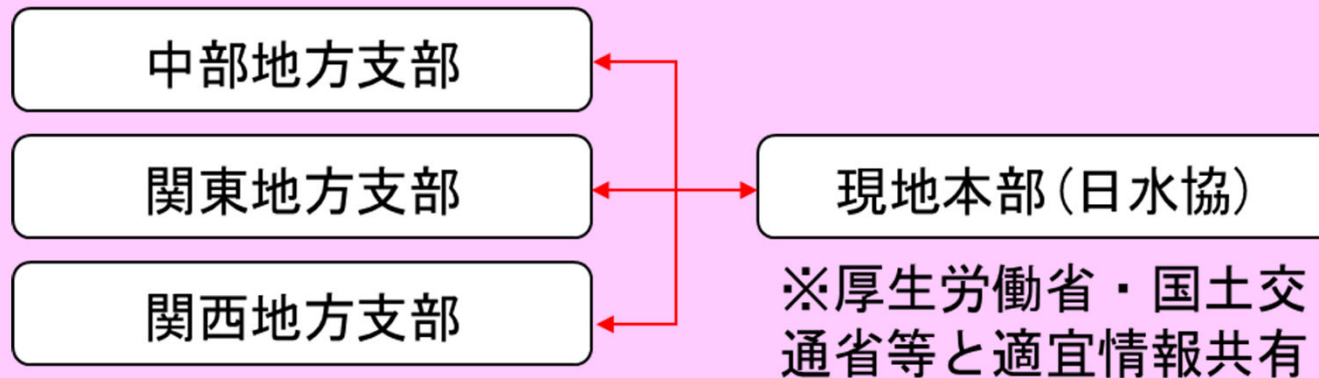 中部地方支部
関東地方支部
関西地方支部
現地本部(日水協)
※厚生労働省・国土交
通省等と適宜情報共有